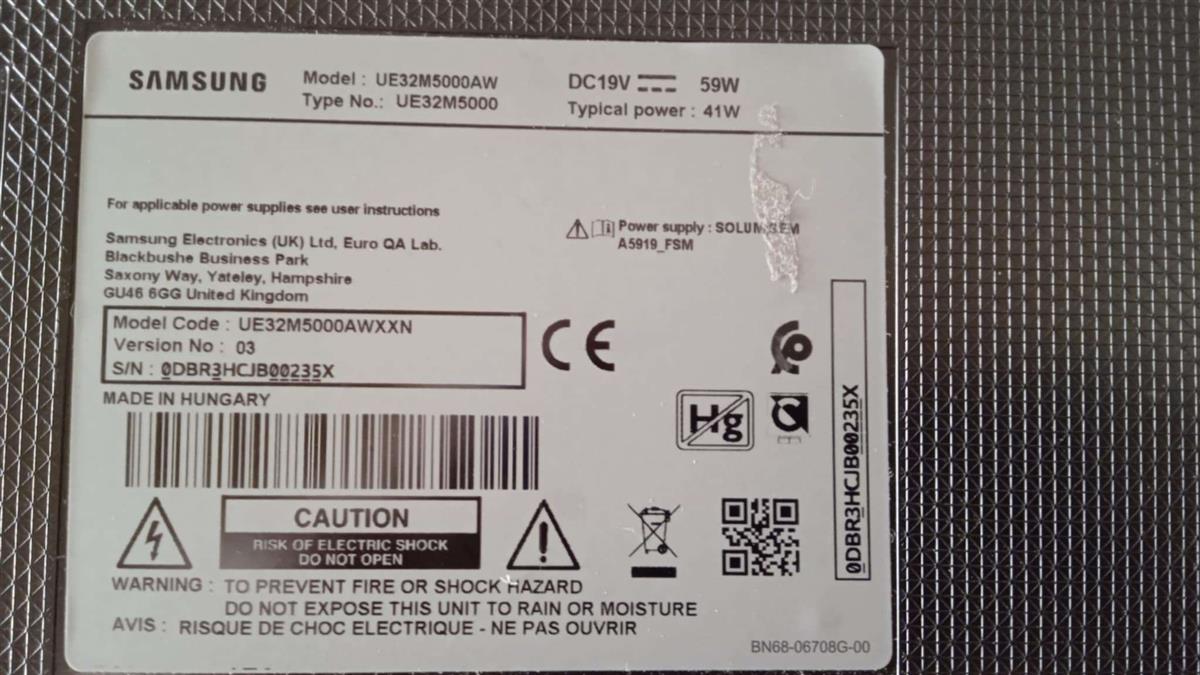 SAMSUNG
Model : UE32M5000AW
Type No.: UE32M5000
DC19V 59W
Typical power : 41W
For applicable power supplies see user instructions
Samsung Electronics (UK) Ltd, Euro QA Lab.
Blackbushe Business Park
Saxony Way, Yateley, Hampshire
GU46 6GG United Kingdom
Power supply : SOLUM
A5919_FSM
Model Code : UE32M5000AWXXN
Version No : 03
S/N : 0DBR3HCJB00235X
CE
MADE IN HUNGARY
Hg
0DBR3HCJB00235X
CAUTION
RISK OF ELECTRIC SHOCK
DO NOT OPEN
WARNING : TO PREVENT FIRE OR SHOCK HAZARD
DO NOT EXPOSE THIS UNIT TO RAIN OR MOISTURE
AVIS : RISQUE DE CHOC ELECTRIQUE - NE PAS OUVRIR
BN68-06708G-00